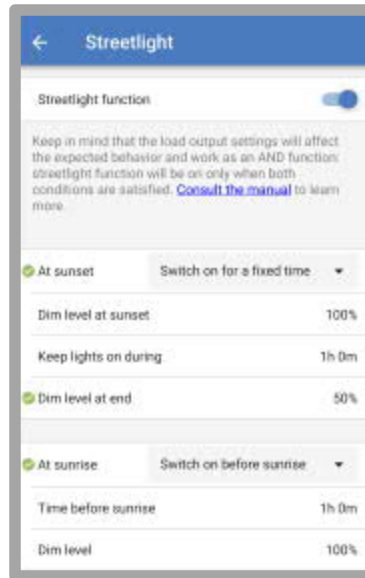 Streetlight
Streetlight function
Keep in mind that the load output settings will affect
the expected behavior and work as an AND function:
streetlight function will be on only when both
conditions are satisfied. Consult the manual to learn
more.
At sunset Switch on for a fixed time
Dim level at sunset 100%
Keep lights on during 1h 0m
Dim level at end 50%
At sunrise Switch on before sunrise
Time before sunrise 1h 0m
Dim level 100%